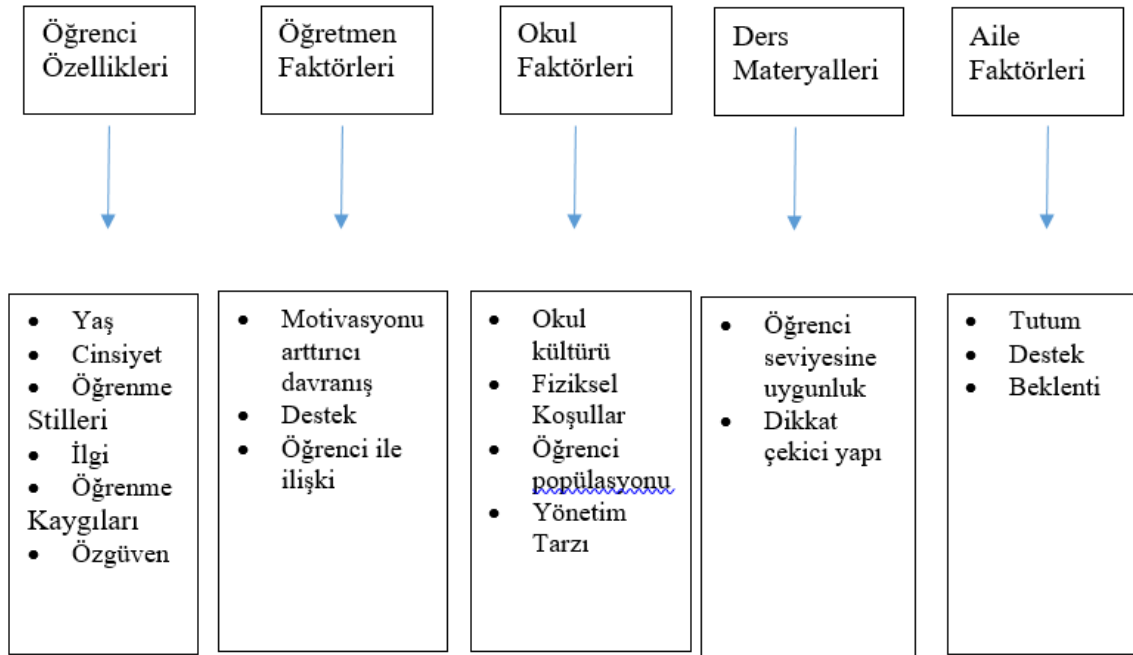 Öğrenci
Özellikleri
Öğretmen
Faktörleri
Okul
Faktörleri
Ders
Materyalleri
Aile
Faktörleri
• Yaş
• Cinsiyet
• Öğrenme
Stilleri
• İlgi
• Öğrenme
Kaygıları
• Özgüven
• Motivasyonu
arttırıcı
davranış
• Destek
• Öğrenci ile
ilişki
• Okul
kültürü
• Fiziksel
Koşullar
• Öğrenci
popülasyonu
• Yönetim
Tarzı
• Öğrenci
seviyesine
uygunluk
• Dikkat
çekici yapı
• Tutum
• Destek
• Beklenti